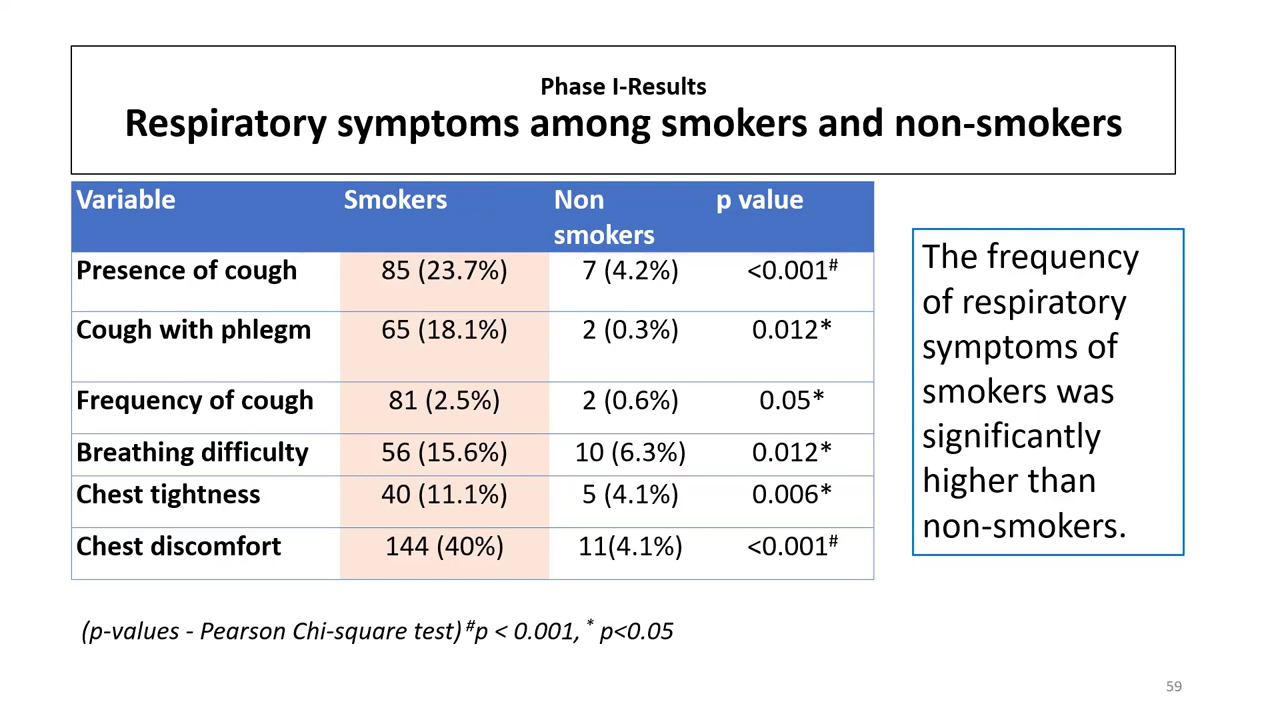 Phase I-Results
Respiratory symptoms among smokers and non-smokers
Variable Smokers Non smokers p value
Presence of cough 85 (23.7%) 7 (4.2%) <0.001#
Cough with phlegm 65 (18.1%) 2 (0.3%) 0.012*
Frequency of cough 81 (2.5%) 2 (0.6%) 0.05*
Breathing difficulty 56 (15.6%) 10 (6.3%) 0.012*
Chest tightness 40 (11.1%) 5 (4.1%) 0.006*
Chest discomfort 144 (40%) 11(4.1%) <0.001#
The frequency
of respiratory
symptoms of
smokers was
significantly
higher than
non-smokers.
(p-values - Pearson Chi-square test) #p < 0.001, * p<0.05
59